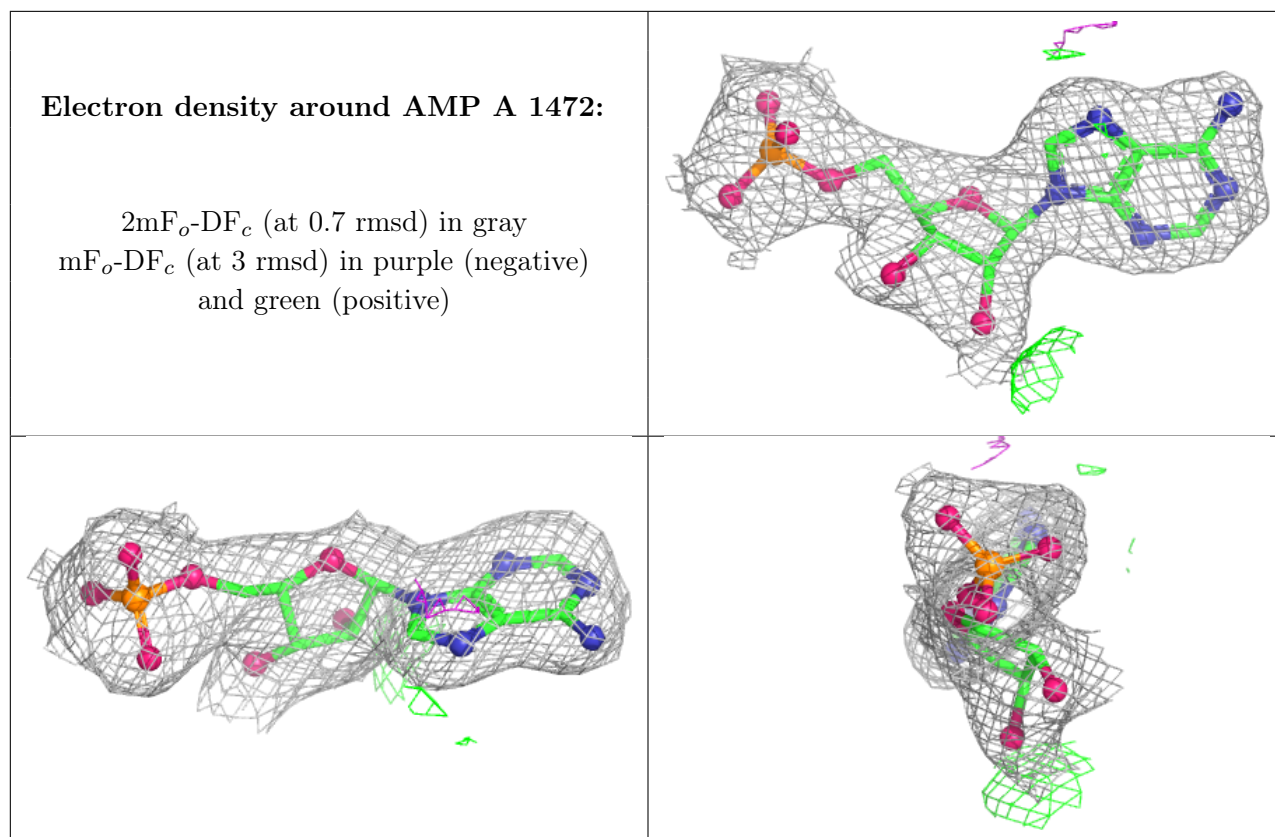 Electron density around AMP A 1472:
2mFo-DFc (at 0.7 rmsd) in gray
mFo-DFc (at 3 rmsd) in purple (negative)
and green (positive)